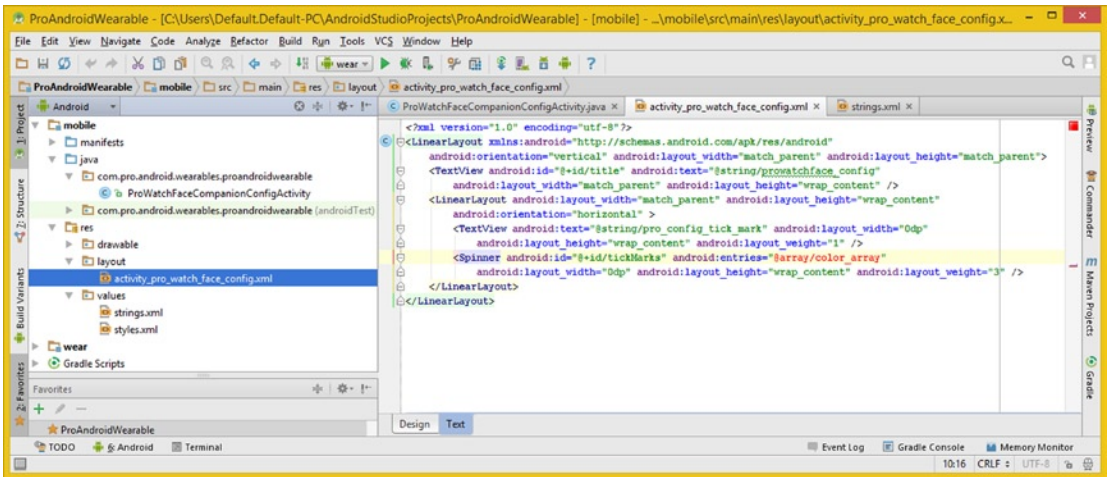 ProAndroidWearable - [C:\Users\Default.Default-PC\AndroidStudioProjects\ProAndroidWearable] - [mobile] - ...\mobile\src\main\res\layout\activity_pro_watch_face_config.x...
File Edit View Navigate Code Analyze Refactor Build Run Tools VCS Window Help
wear
ProAndroidWearable mobile src main res layout activity_pro_watch_face_config.xml
1: Project
2: Structure
Build Variants
2: Favorites
Android
mobile
manifests
java
com.pro.android.wearables.proandroidwearable
ProWatchFaceCompanionConfigActivity
com.pro.android.wearables.proandroidwearable (androidTest)
res
drawable
layout
activity_pro_watch_face_config.xml
values
strings.xml
styles.xml
wear
Gradle Scripts
Favorites
ProAndroidWearable
ProWatchFaceCompanionConfigActivity.java activity_pro_watch_face_config.xml strings.xml
<?xml version="1.0" encoding="utf-8"?>
<LinearLayout xmlns:android="http://schemas.android.com/apk/res/android"
android:orientation="vertical" android:layout_width="match_parent" android:layout_height="match_parent">
<TextView android:id="@+id/title" android:text="@string/prowatchface_config"
android:layout_width="match_parent" android:layout_height="wrap_content" />
<LinearLayout android:layout_width="match_parent" android:layout_height="wrap_content"
android:orientation="horizontal" >
<TextView android:text="@string/pro_config_tick_mark" android:layout_width="0dp"
android:layout_height="wrap_content" android:layout_weight="1" />
<Spinner android:id="@+id/tickMarks" android:entries="@array/color_array"
android:layout_width="0dp" android:layout_height="wrap_content" android:layout_weight="3" />
</LinearLayout>
</LinearLayout>
Design Text
Preview
Commander
Maven Projects
Gradle
TODO 6: Android Terminal Event Log Gradle Console Memory Monitor
10:16 CRLF UTF-8